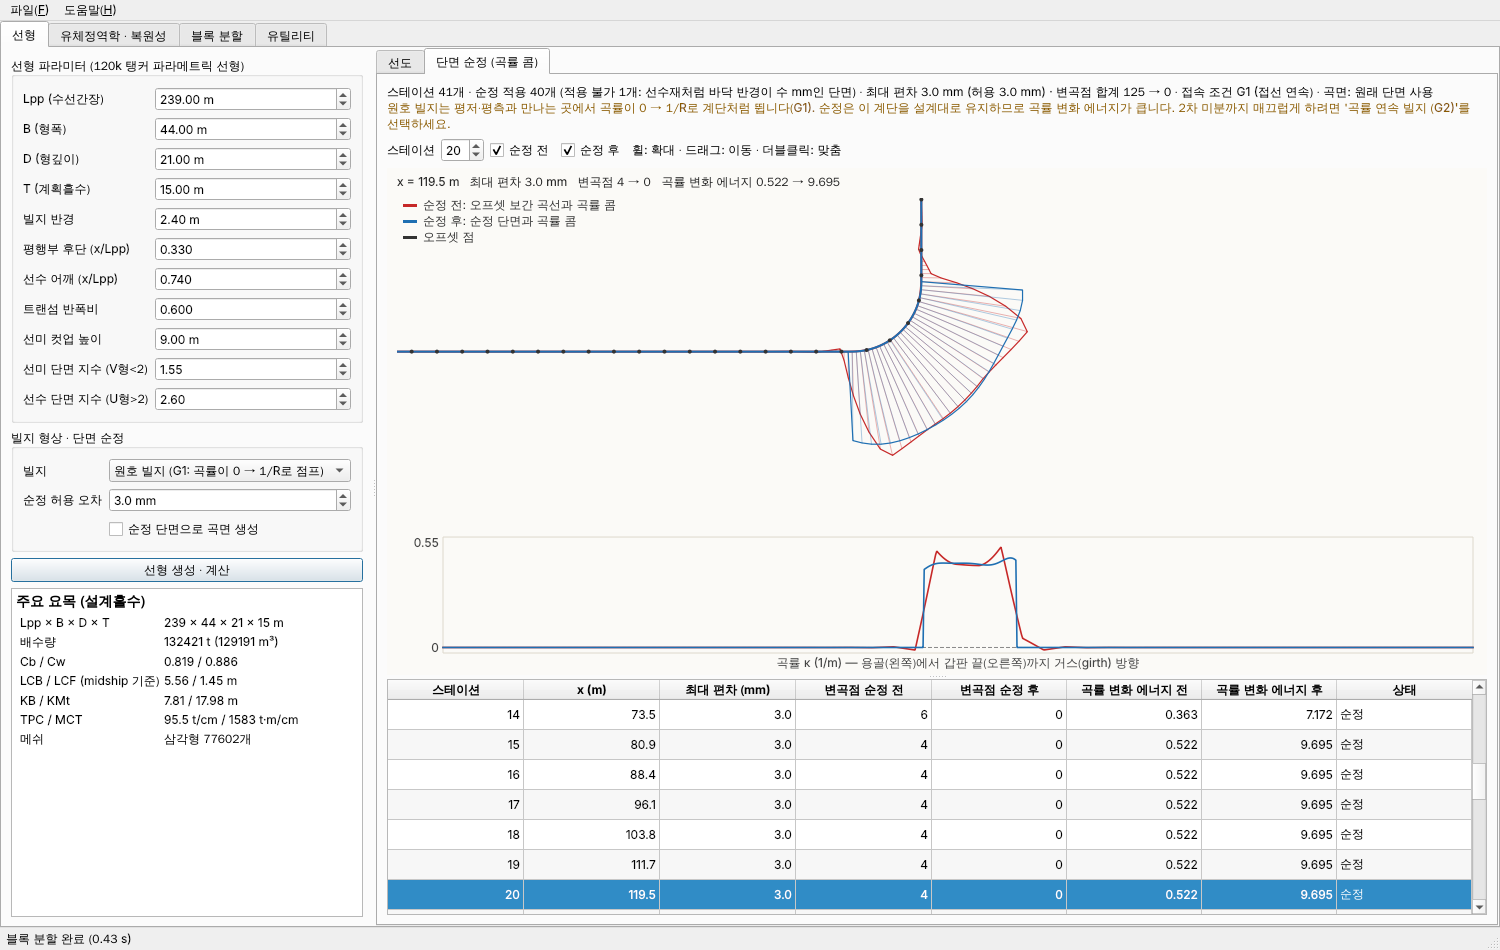 파일(F) 도움말(H)
선형 유체정역학 · 복원성 블록 분할 유틸리티
선형 파라미터 (120k 탱커 파라메트릭 선형)
Lpp (수선간장) 239.00 m
B (형폭) 44.00 m
D (형깊이) 21.00 m
T (계획흘수) 15.00 m
빌지 반경 2.40 m
평행부 후단 (x/Lpp) 0.330
선수 어깨 (x/Lpp) 0.740
트랜섬 반폭비 0.600
선미 컷업 높이 9.00 m
선미 단면 지수 (V형<2) 1.55
선수 단면 지수 (U형>2) 2.60
빌지 형상 · 단면 순정
빌지 원호 빌지 (G1: 곡률이 0 → 1/R로 점프)
순정 허용 오차 3.0 mm
순정 단면으로 곡면 생성
선형 생성 · 계산
주요 요목 (설계흘수)
Lpp × B × D × T 239 × 44 × 21 × 15 m
배수량 132421 t (129191 m³)
Cb / Cw 0.819 / 0.886
LCB / LCF (midship 기준) 5.56 / 1.45 m
KB / KMt 7.81 / 17.98 m
TPC / MCT 95.5 t/cm / 1583 t·m/cm
메쉬 삼각형 77602개
선도 단면 순정 (곡률 콤)
스테이션 41개 · 순정 적용 40개 (적용 불가 1개: 선수재처럼 바닥 반경이 수 mm인 단면) · 최대 편차 3.0 mm (허용 3.0 mm) · 변곡점 합계 125 → 0 · 접속 조건 G1 (접선 연속) · 곡면: 원래 단면 사용
원호 빌지는 평저·평측과 만나는 곳에서 곡률이 0 → 1/R로 계단처럼 뜁니다(G1). 순정은 이 계단을 설계대로 유지하므로 곡률 변화 에너지가 큽니다. 2차 미분까지 매끄럽게 하려면 '곡률 연속 빌지 (G2)'를
선택하세요.
스테이션 20 순정 전 순정 후 휠: 확대 · 드래그: 이동 · 더블클릭: 맞춤
x = 119.5 m 최대 편차 3.0 mm 변곡점 4 → 0 곡률 변화 에너지 0.522 → 9.695
순정 전: 오프셋 보간 곡선과 곡률 콤
순정 후: 순정 단면과 곡률 콤
오프셋 점
0.55
0
곡률 κ (1/m) — 용골(왼쪽)에서 갑판 끝(오른쪽)까지 거스(girth) 방향
스테이션 x (m) 최대 편차 (mm) 변곡점 순정 전 변곡점 순정 후 곡률 변화 에너지 전 곡률 변화 에너지 후 상태
14 73.5 3.0 6 0 0.363 7.172 순정
15 80.9 3.0 4 0 0.522 9.695 순정
16 88.4 3.0 4 0 0.522 9.695 순정
17 96.1 3.0 4 0 0.522 9.695 순정
18 103.8 3.0 4 0 0.522 9.695 순정
19 111.7 3.0 4 0 0.522 9.695 순정
20 119.5 3.0 4 0 0.522 9.695 순정
블록 분할 완료 (0.43 s)